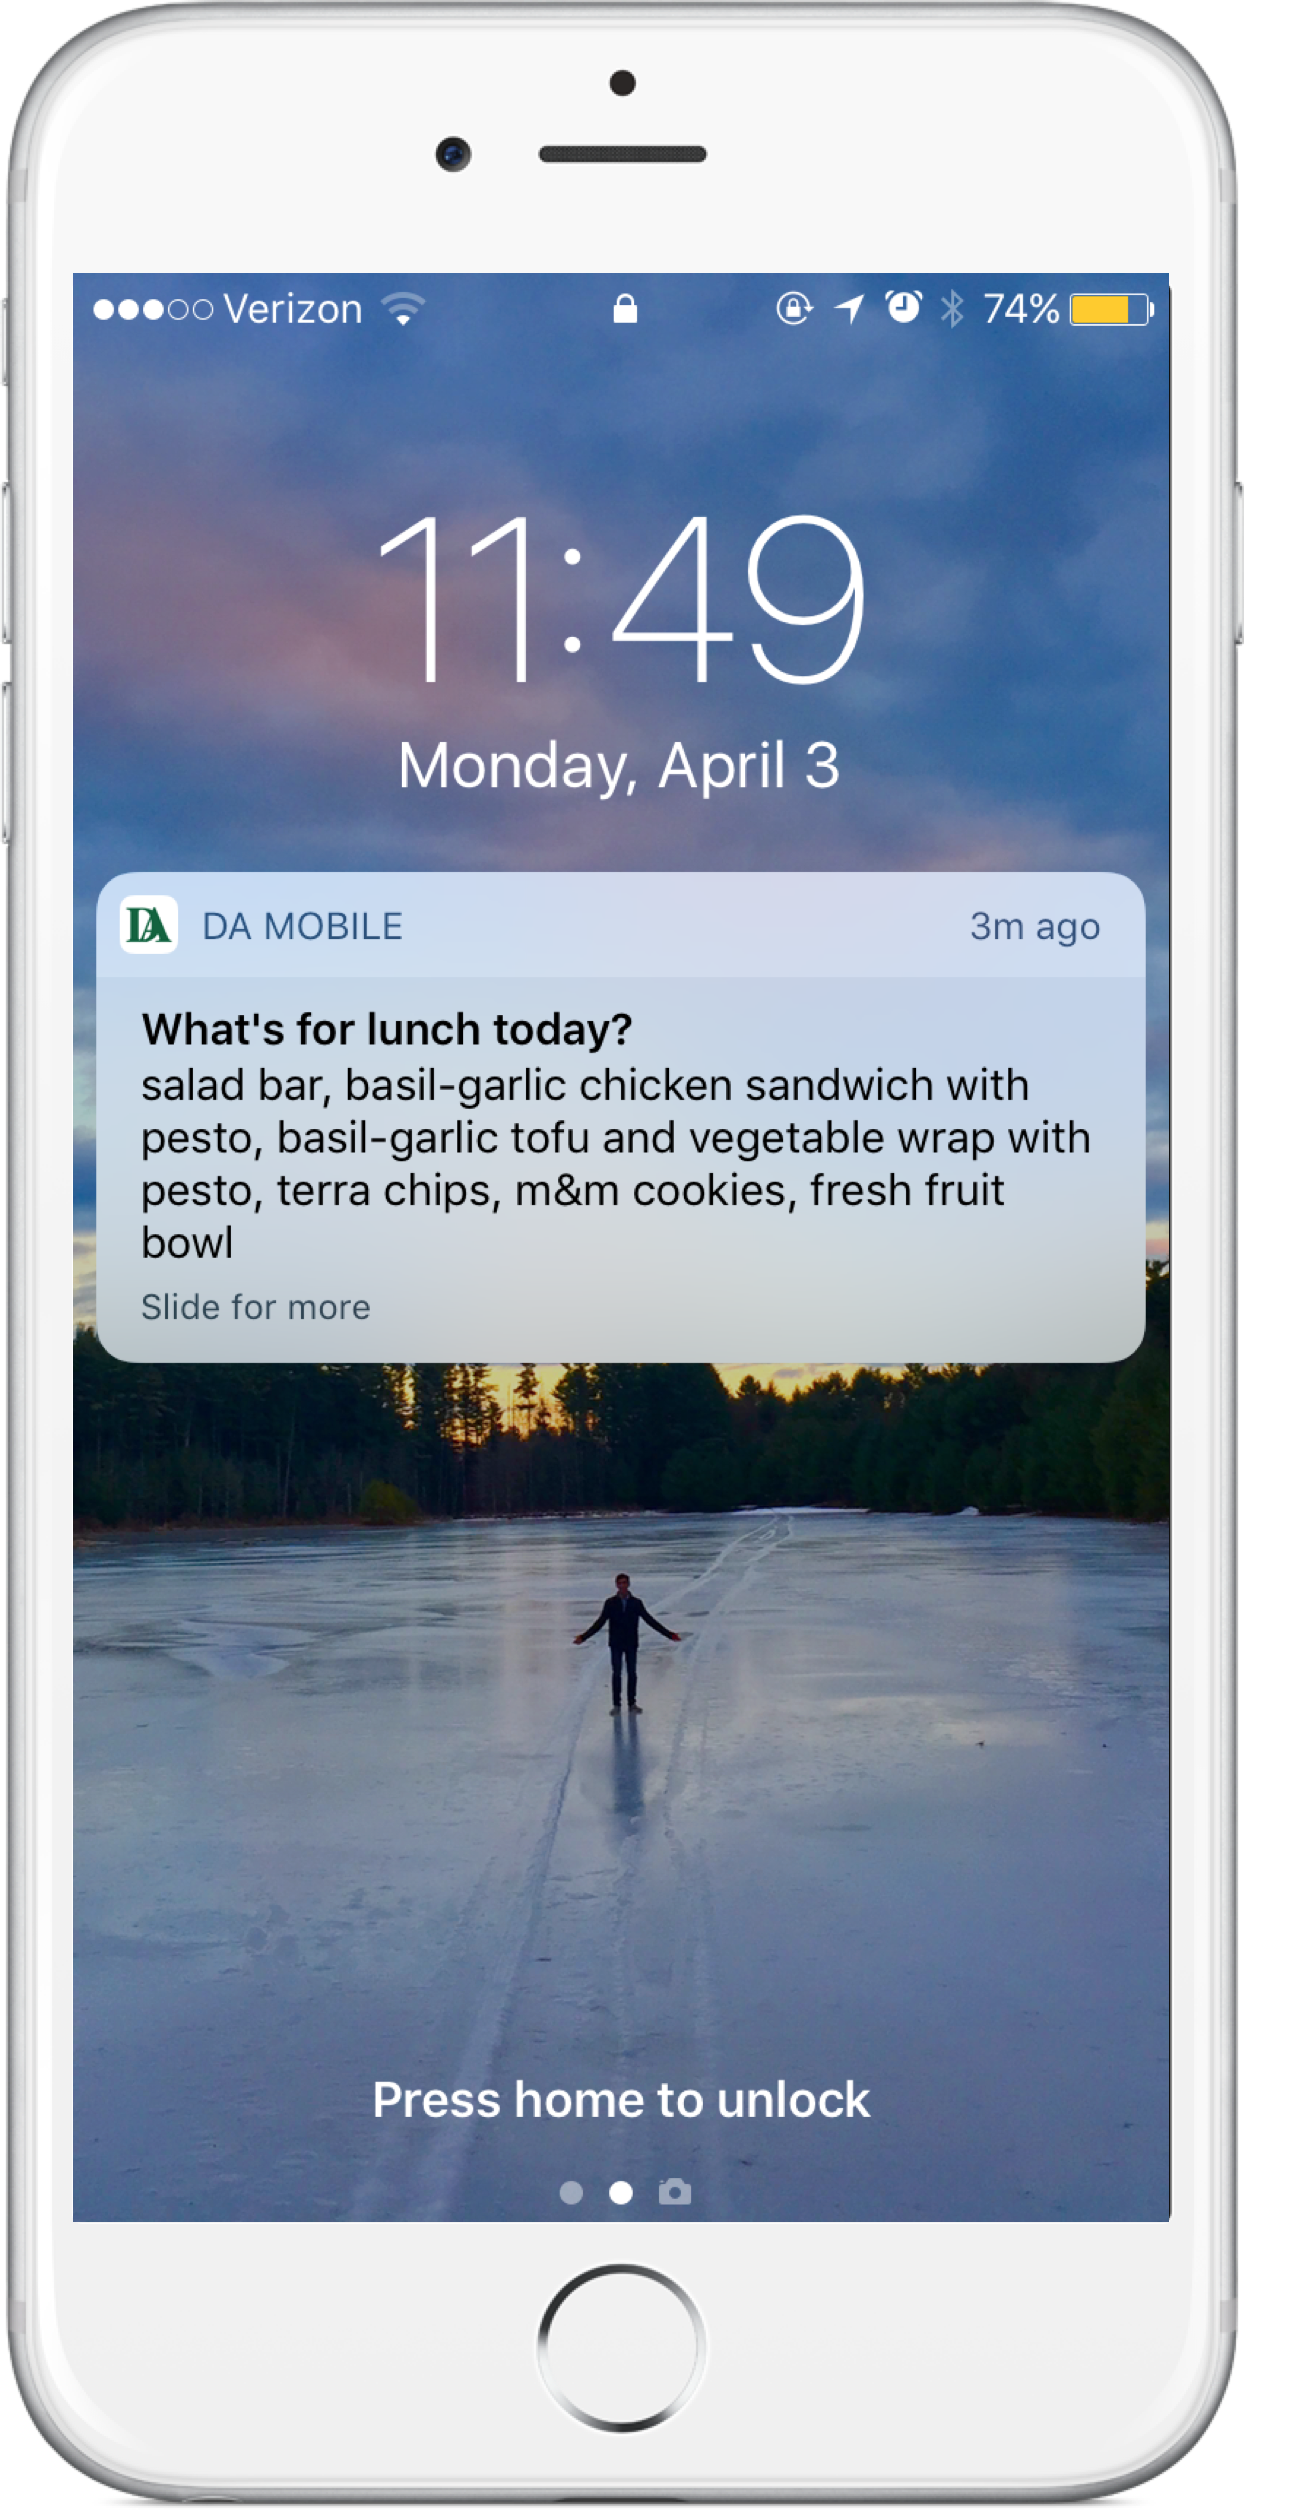 Verizon 74%
11:49
Monday, April 3
DA DA MOBILE 3m ago
What's for lunch today?
salad bar, basil-garlic chicken sandwich with
pesto, basil-garlic tofu and vegetable wrap with
pesto, terra chips, m&m cookies, fresh fruit
bowl
Slide for more
Press home to unlock